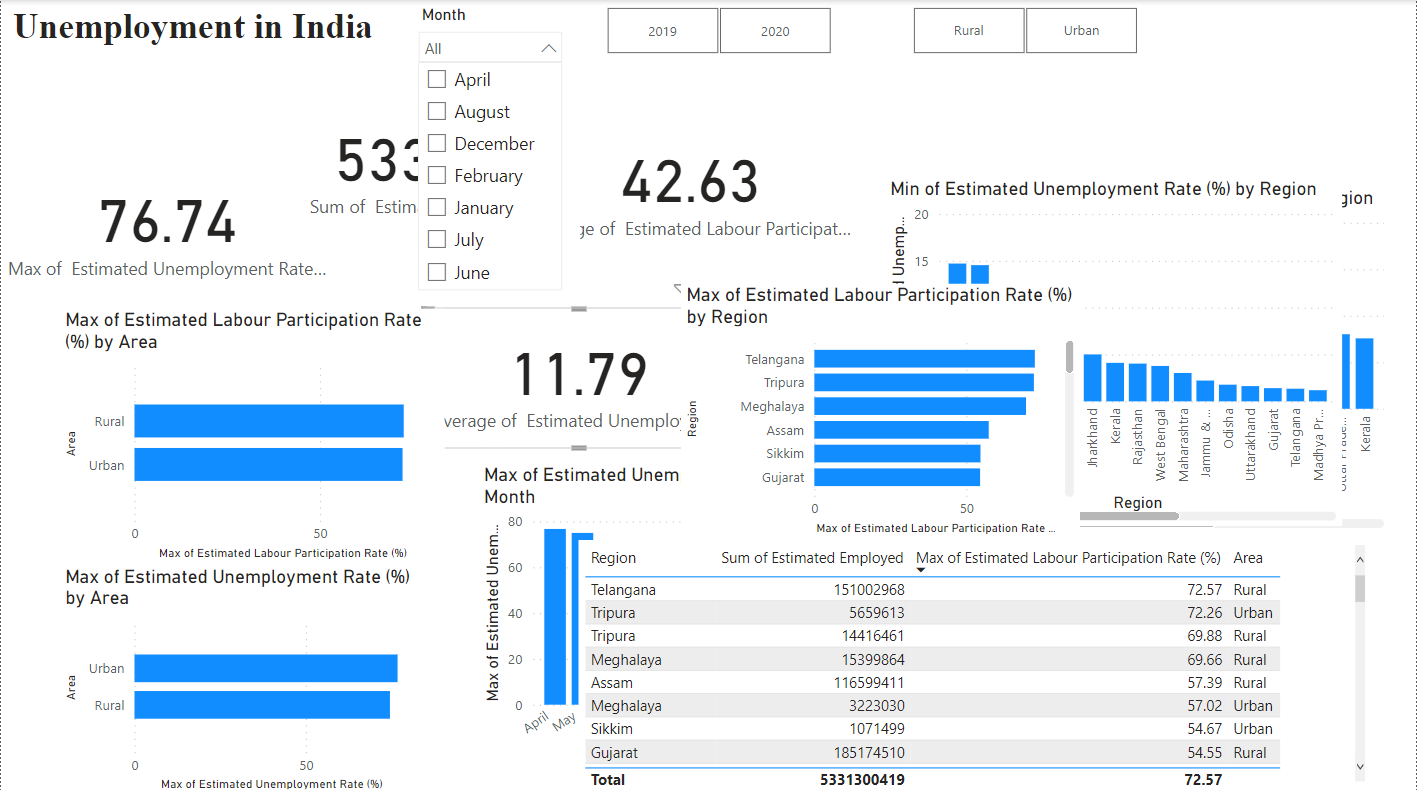 Unemployment in India
Month
All
April
August
December
February
January
July
June
2019
2020
Rural
Urban
76.74
Max of Estimated Unemployment Rate...
533
Sum of Estim
42.63
ge of Estimated Labour Participat...
11.79
verage of Estimated Unemplo
Min of Estimated Unemployment Rate (%) by Region
20
15
Unemp...
Jharkhand
Kerala
Rajasthan
West Bengal
Maharashtra
Jammu & ...
Odisha
Uttarakhand
Gujarat
Telangana
Madhya Pr...
Region
gion
Kerala
Max of Estimated Labour Participation Rate
(%) by Area
Area
Rural
Urban
0
50
Max of Estimated Labour Participation Rate (%)
Max of Estimated Labour Participation Rate (%)
by Region
Region
Telangana
Tripura
Meghalaya
Assam
Sikkim
Gujarat
0
50
Max of Estimated Labour Participation Rate ...
Max of Estimated Unemployment Rate (%)
by Area
Area
Urban
Rural
0
50
Max of Estimated Unemployment Rate (%)
Max of Estimated Unem
Month
Max of Estimated Unem...
80
60
40
20
0
April
May
Region Sum of Estimated Employed Max of Estimated Labour Participation Rate (%) Area
Telangana 151002968 72.57 Rural
Tripura 5659613 72.26 Urban
Tripura 14416461 69.88 Rural
Meghalaya 15399864 69.66 Rural
Assam 116599411 57.39 Rural
Meghalaya 3223030 57.02 Urban
Sikkim 1071499 54.67 Urban
Gujarat 185174510 54.55 Rural
Total 5331300419 72.57